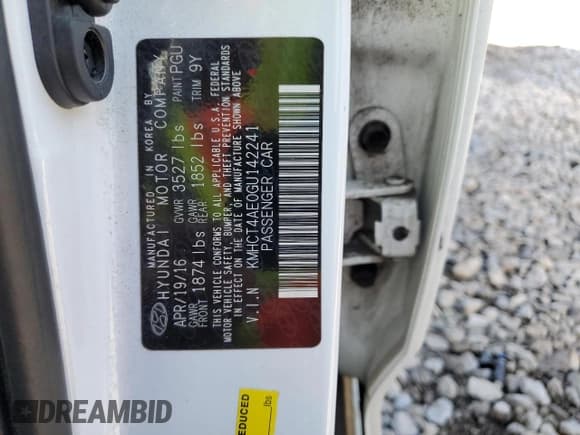 MANUFACTURED IN KOREA BY
HYUNDAI MOTOR COMPANY
APR/19/16 GVWR 3527 lbs PAINT PGU
GAWR FRONT 1874 lbs GAWR REAR 1852 lbs TRIM 9Y
THIS VEHICLE CONFORMS TO ALL APPLICABLE U.S.A. FEDERAL
MOTOR VEHICLE SAFETY, BUMPER, AND THEFT PREVENTION STANDARDS
IN EFFECT ON THE DATE OF MANUFACTURE SHOWN ABOVE
V.I.N KMHCT4AE0GU142241
PASSENGER CAR
REDUCED
lbs
DREAMBID